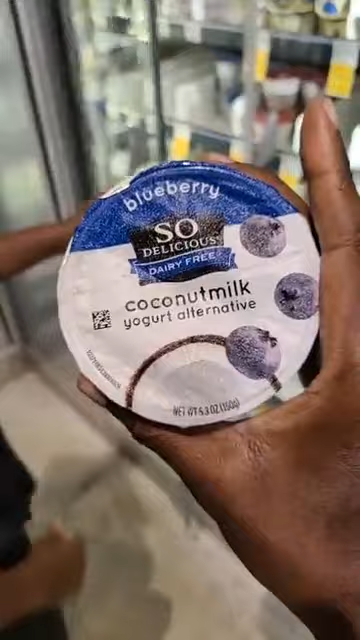 blueberry
SO
DELICIOUS
DAIRY FREE
coconutmilk
yogurt alternative
NET WT 5.3 OZ (150g)